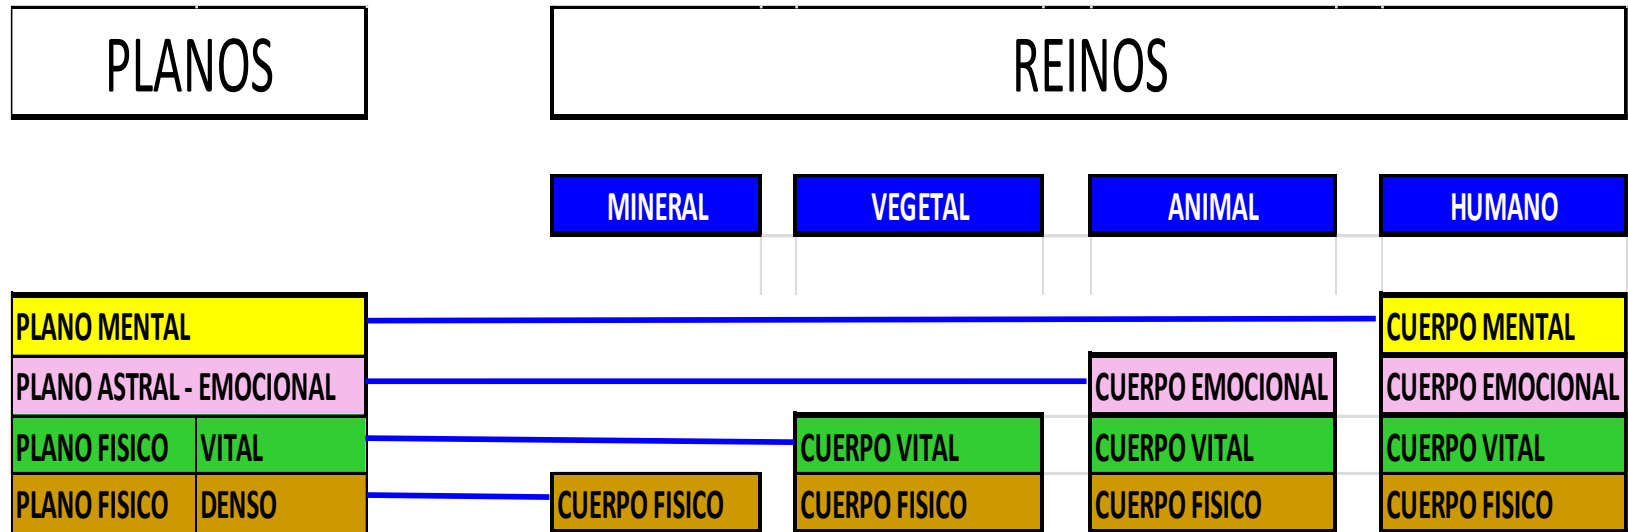 PLANOS REINOS
MINERAL VEGETAL ANIMAL HUMANO
PLANO MENTAL CUERPO MENTAL
PLANO ASTRAL - EMOCIONAL CUERPO EMOCIONAL CUERPO EMOCIONAL
PLANO FISICO VITAL CUERPO VITAL CUERPO VITAL CUERPO VITAL
PLANO FISICO DENSO CUERPO FISICO CUERPO FISICO CUERPO FISICO CUERPO FISICO